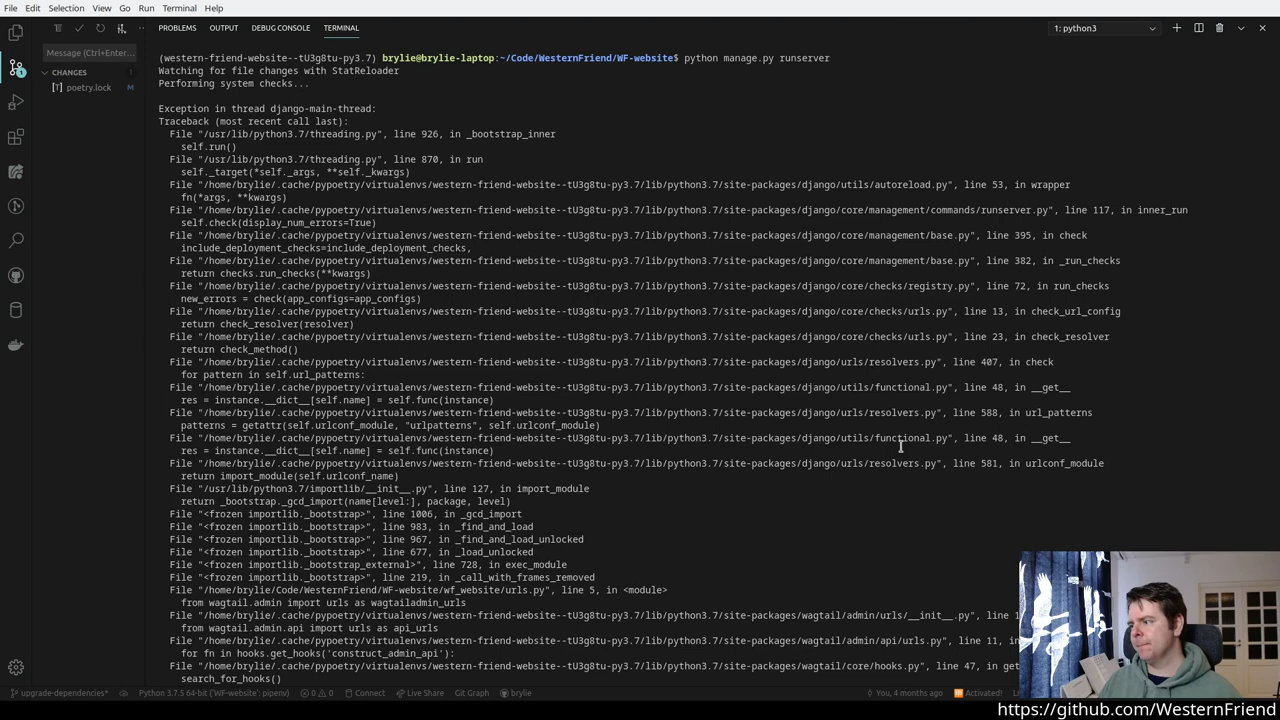 File Edit Selection View Go Run Terminal Help
PROBLEMS OUTPUT DEBUG CONSOLE TERMINAL
1: python3
Message (Ctrl+Enter...
CHANGES 1
poetry.lock M
(western-friend-website--tU3g8tu-py3.7) brylie@brylie-laptop:~/Code/WesternFriend/WF-website$ python manage.py runserver
Watching for file changes with StatReloader
Performing system checks...
Exception in thread django-main-thread:
Traceback (most recent call last):
File "/usr/lib/python3.7/threading.py", line 926, in _bootstrap_inner
self.run()
File "/usr/lib/python3.7/threading.py", line 870, in run
self._target(*self._args, **self._kwargs)
File "/home/brylie/.cache/pypoetry/virtualenvs/western-friend-website--tU3g8tu-py3.7/lib/python3.7/site-packages/django/utils/autoreload.py", line 53, in wrapper
fn(*args, **kwargs)
File "/home/brylie/.cache/pypoetry/virtualenvs/western-friend-website--tU3g8tu-py3.7/lib/python3.7/site-packages/django/core/management/commands/runserver.py", line 117, in inner_run
self.check(display_num_errors=True)
File "/home/brylie/.cache/pypoetry/virtualenvs/western-friend-website--tU3g8tu-py3.7/lib/python3.7/site-packages/django/core/management/base.py", line 395, in check
include_deployment_checks=include_deployment_checks,
File "/home/brylie/.cache/pypoetry/virtualenvs/western-friend-website--tU3g8tu-py3.7/lib/python3.7/site-packages/django/core/management/base.py", line 382, in _run_checks
return checks.run_checks(**kwargs)
File "/home/brylie/.cache/pypoetry/virtualenvs/western-friend-website--tU3g8tu-py3.7/lib/python3.7/site-packages/django/core/checks/registry.py", line 72, in run_checks
new_errors = check(app_configs=app_configs)
File "/home/brylie/.cache/pypoetry/virtualenvs/western-friend-website--tU3g8tu-py3.7/lib/python3.7/site-packages/django/core/checks/urls.py", line 13, in check_url_config
return check_resolver(resolver)
File "/home/brylie/.cache/pypoetry/virtualenvs/western-friend-website--tU3g8tu-py3.7/lib/python3.7/site-packages/django/core/checks/urls.py", line 23, in check_resolver
return check_method()
File "/home/brylie/.cache/pypoetry/virtualenvs/western-friend-website--tU3g8tu-py3.7/lib/python3.7/site-packages/django/urls/resolvers.py", line 407, in check
for pattern in self.url_patterns:
File "/home/brylie/.cache/pypoetry/virtualenvs/western-friend-website--tU3g8tu-py3.7/lib/python3.7/site-packages/django/utils/functional.py", line 48, in __get__
res = instance.__dict__[self.name] = self.func(instance)
File "/home/brylie/.cache/pypoetry/virtualenvs/western-friend-website--tU3g8tu-py3.7/lib/python3.7/site-packages/django/urls/resolvers.py", line 588, in url_patterns
patterns = getattr(self.urlconf_module, "urlpatterns", self.urlconf_module)
File "/home/brylie/.cache/pypoetry/virtualenvs/western-friend-website--tU3g8tu-py3.7/lib/python3.7/site-packages/django/utils/functional.py", line 48, in __get__
res = instance.__dict__[self.name] = self.func(instance)
File "/home/brylie/.cache/pypoetry/virtualenvs/western-friend-website--tU3g8tu-py3.7/lib/python3.7/site-packages/django/urls/resolvers.py", line 581, in urlconf_module
return import_module(self.urlconf_name)
File "/usr/lib/python3.7/importlib/__init__.py", line 127, in import_module
return _bootstrap._gcd_import(name[level:], package, level)
File "<frozen importlib._bootstrap>", line 1006, in _gcd_import
File "<frozen importlib._bootstrap>", line 983, in _find_and_load
File "<frozen importlib._bootstrap>", line 967, in _find_and_load_unlocked
File "<frozen importlib._bootstrap>", line 677, in _load_unlocked
File "<frozen importlib._bootstrap_external>", line 728, in exec_module
File "<frozen importlib._bootstrap>", line 219, in _call_with_frames_removed
File "/home/brylie/Code/WesternFriend/WF-website/wf_website/urls.py", line 5, in <module>
from wagtail.admin import urls as wagtailadmin_urls
File "/home/brylie/.cache/pypoetry/virtualenvs/western-friend-website--tU3g8tu-py3.7/lib/python3.7/site-packages/wagtail/admin/urls/__init__.py", line 1
from wagtail.admin.api import urls as api_urls
File "/home/brylie/.cache/pypoetry/virtualenvs/western-friend-website--tU3g8tu-py3.7/lib/python3.7/site-packages/wagtail/admin/api/urls.py", line 11, in
for fn in hooks.get_hooks('construct_admin_api'):
File "/home/brylie/.cache/pypoetry/virtualenvs/western-friend-website--tU3g8tu-py3.7/lib/python3.7/site-packages/wagtail/core/hooks.py", line 47, in get
search_for_hooks()
upgrade-dependencies* Python 3.7.5 64-bit ('WF-website': pipenv) 0 0 Connect Live Share Git Graph brylie You, 4 months ago Activated!
https://github.com/WesternFriend